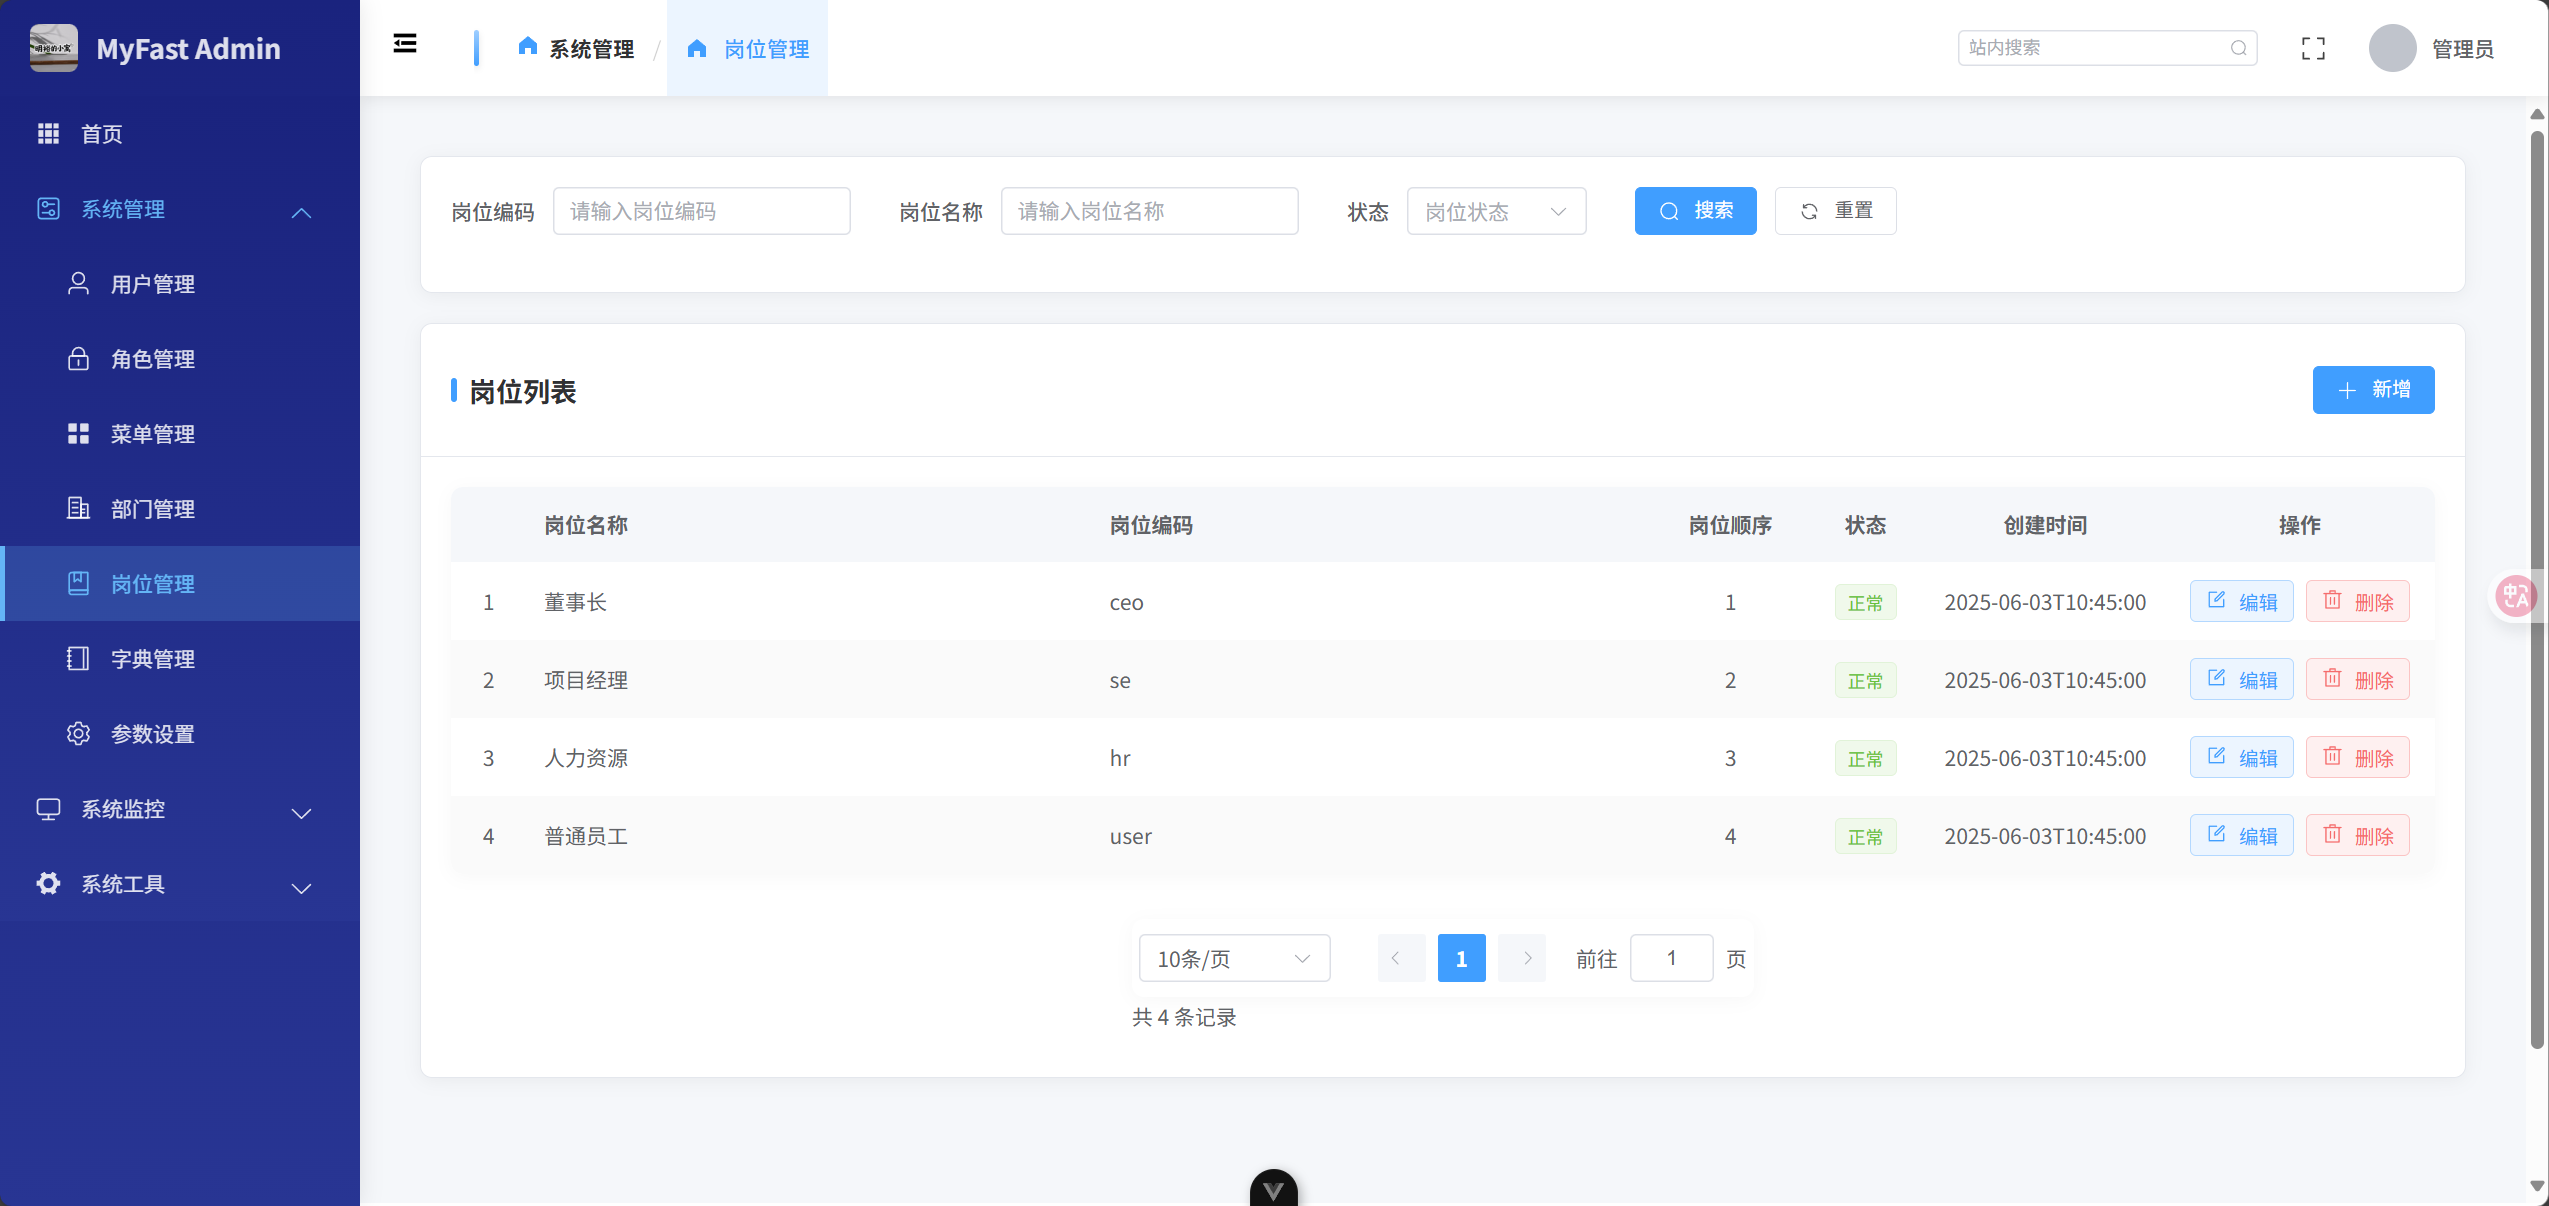 MyFast Admin
首页
系统管理
用户管理
角色管理
菜单管理
部门管理
岗位管理
字典管理
参数设置
系统监控
系统工具
系统管理 / 岗位管理
站内搜索
管理员
岗位编码 请输入岗位编码 岗位名称 请输入岗位名称 状态 岗位状态 搜索 重置
岗位列表 新增
岗位名称 岗位编码 岗位顺序 状态 创建时间 操作
1 董事长 ceo 1 正常 2025-06-03T10:45:00 编辑 删除
2 项目经理 se 2 正常 2025-06-03T10:45:00 编辑 删除
3 人力资源 hr 3 正常 2025-06-03T10:45:00 编辑 删除
4 普通员工 user 4 正常 2025-06-03T10:45:00 编辑 删除
10条/页 1 前往 1 页
共 4 条记录
中 A